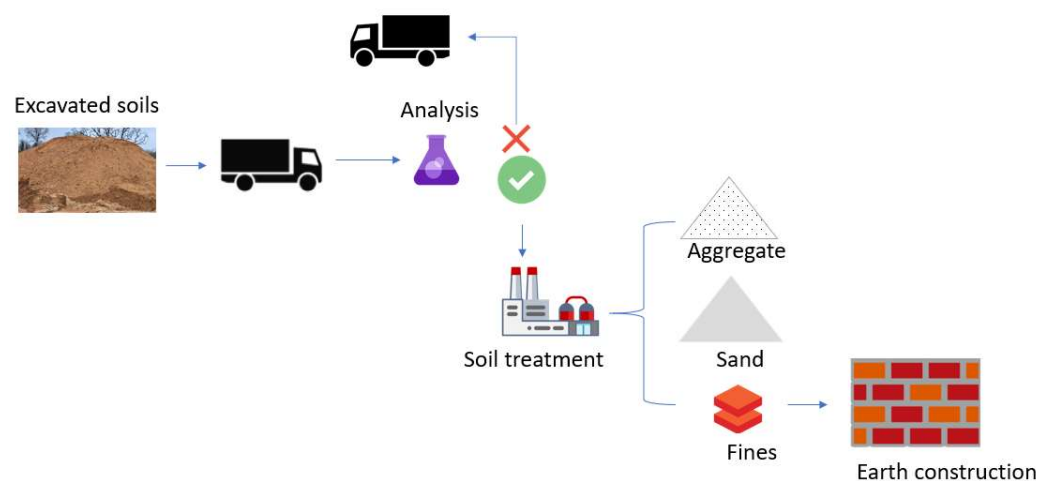 Excavated soils
Analysis
Aggregate
Soil treatment
Sand
Fines
Earth construction